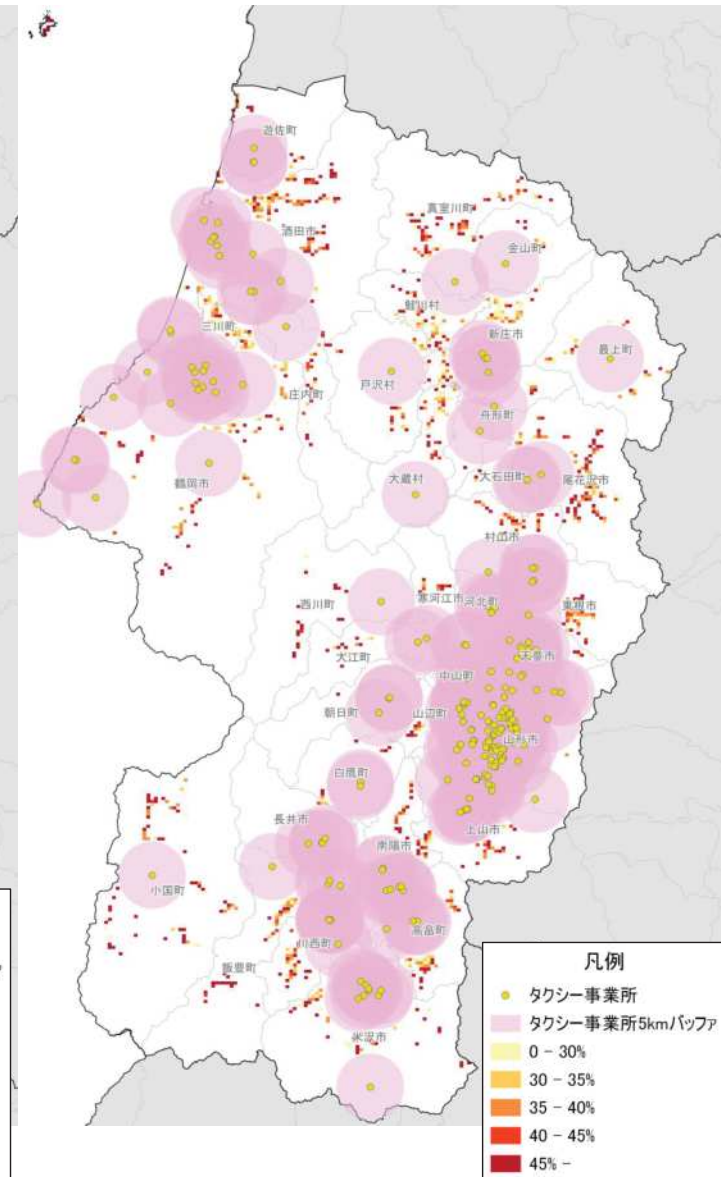 遊佐町
酒田市
真室川町
金山町
鮭川村
三川町
新庄市
最上町
戸沢村
庄内町
舟形町
大蔵村
大石田町
尾花沢市
鶴岡市
村山市
西川町
寒河江市
河北町
東根市
大江町
天童市
中山町
朝日町
山辺町
山形市
白鷹町
長井市
上山市
南陽市
小国町
高畠町
川西町
飯豊町
米沢市
凡例
タクシー事業所
タクシー事業所5kmバッファ
0 - 30%
30 - 35%
35 - 40%
40 - 45%
45% -